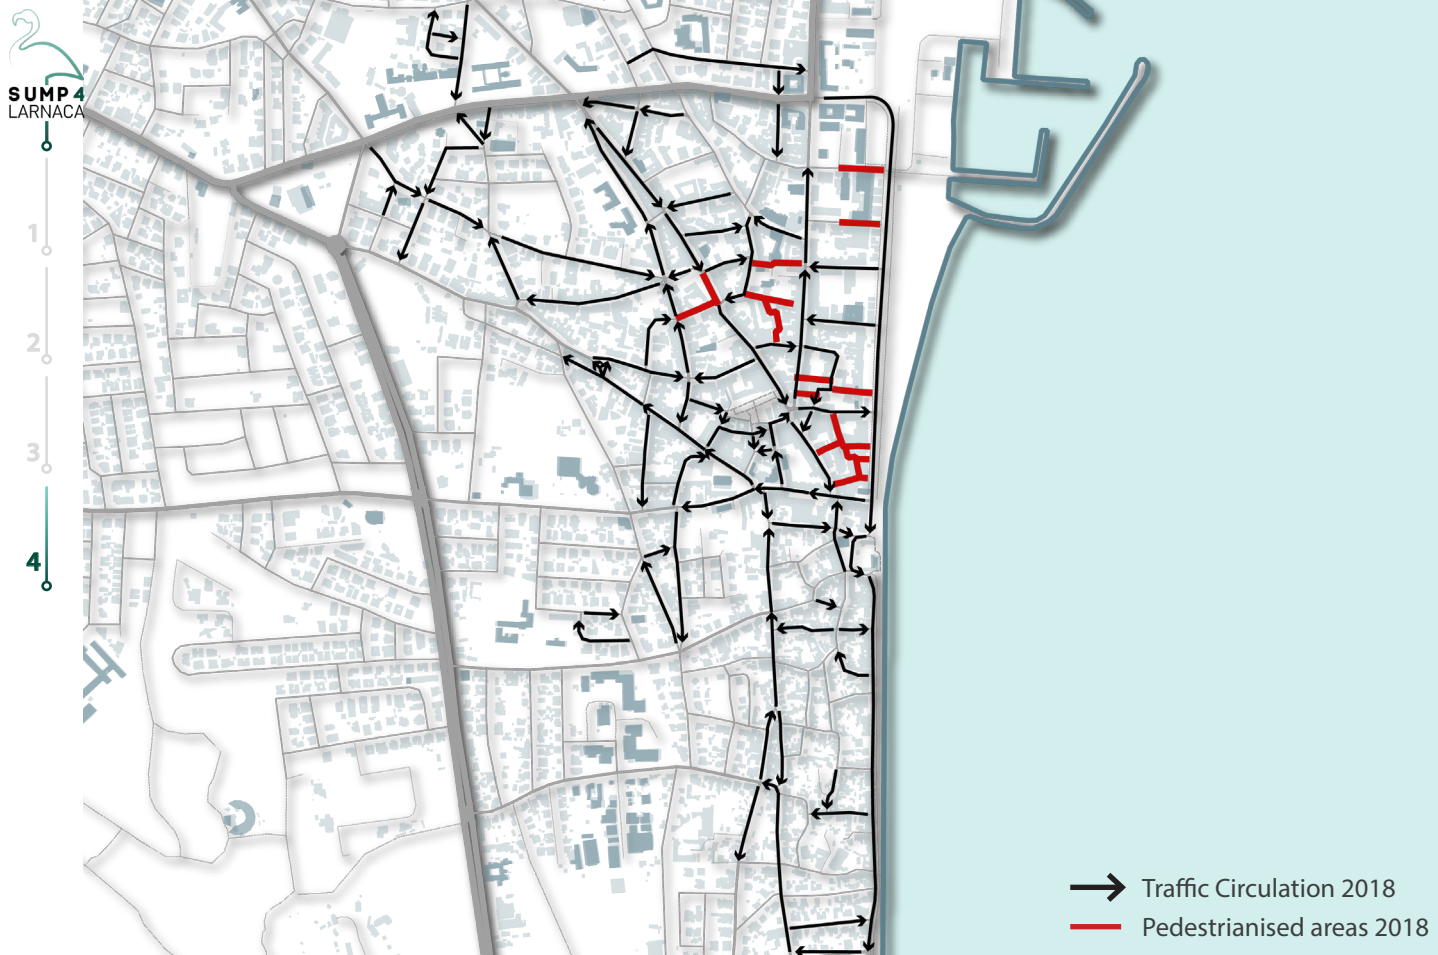 SUMP 4
LARNACA
1
2
3
4
Traffic Circulation 2018
Pedestrianised areas 2018